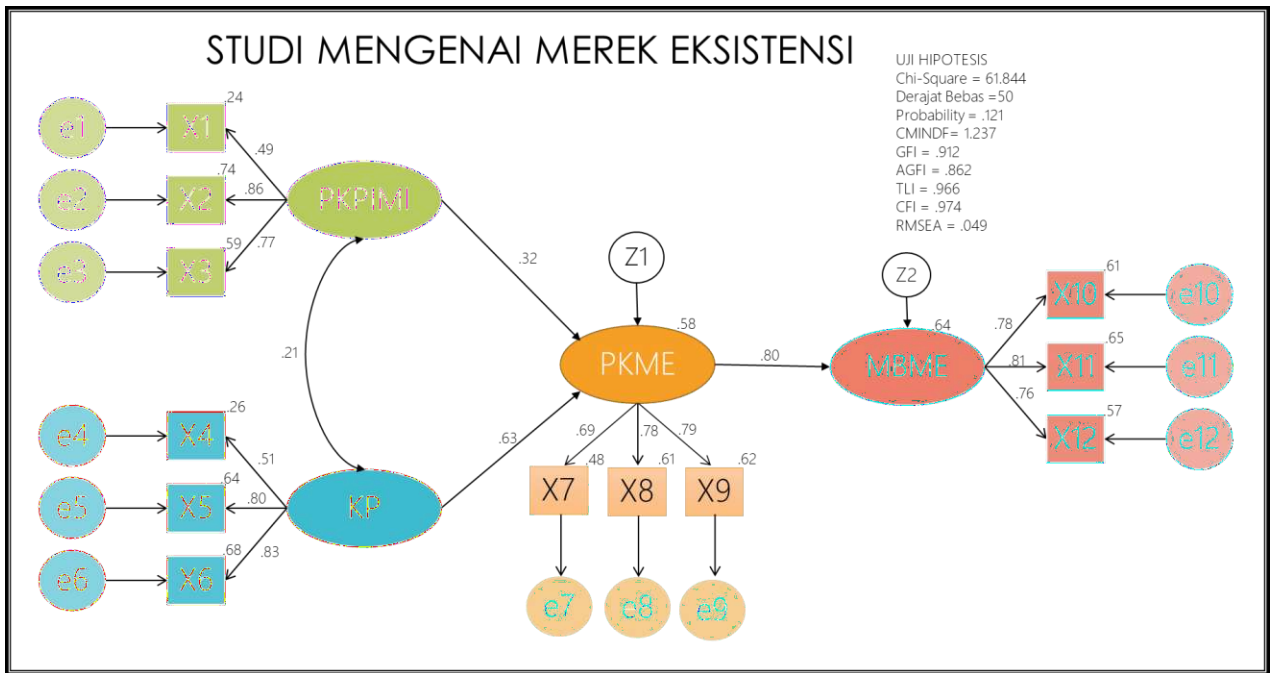 STUDI MENGENAI MEREK EKSISTENSI
UJI HIPOTESIS
Chi-Square = 61.844
Derajat Bebas =50
Probability = .121
CMINDF= 1.237
GFI = .912
AGFI = .862
TLI = .966
CFI = .974
RMSEA = .049
e1
X1
.24
.49
e2
X2
.74
.86
e3
X3
.59
.77
PKPIMI
.32
.21
e4
X4
.26
.51
e5
X5
.64
.80
e6
X6
.68
.83
KP
.63
Z1
PKME
.58
.80
.69
.78
.79
X7
.48
X8
.61
X9
.62
e7
e8
e9
Z2
MBME
.64
.78
.81
.76
X10
.61
e10
X11
.65
e11
X12
.57
e12